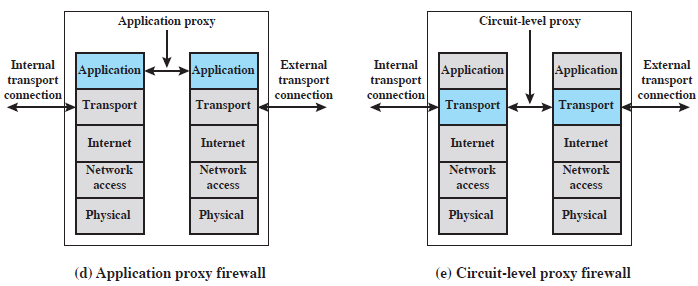 Application proxy
Internal
transport
connection
Application
Application
External
transport
connection
Transport
Transport
Internet
Internet
Network
access
Network
access
Physical
Physical
(d) Application proxy firewall
Circuit-level proxy
Internal
transport
connection
Application
Application
External
transport
connection
Transport
Transport
Internet
Internet
Network
access
Network
access
Physical
Physical
(e) Circuit-level proxy firewall